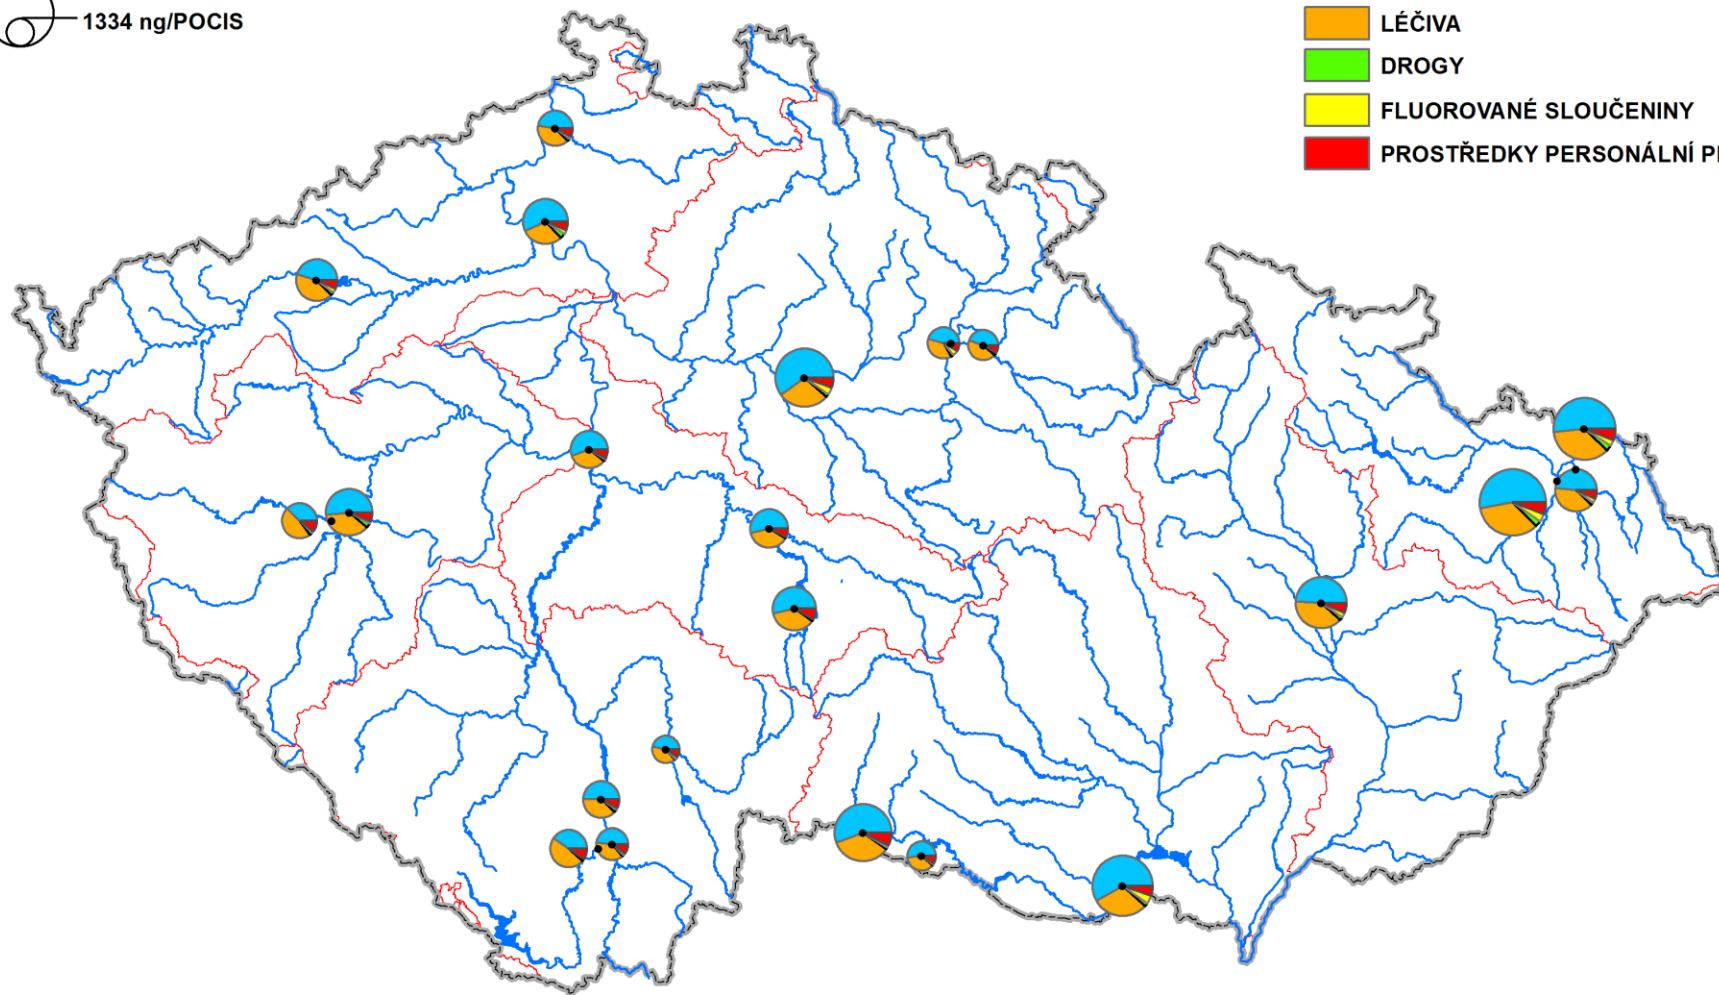 1334 ng/POCIS
LÉČIVA
DROGY
FLUOROVANÉ SLOUČENINY
PROSTŘEDKY PERSONÁLNÍ